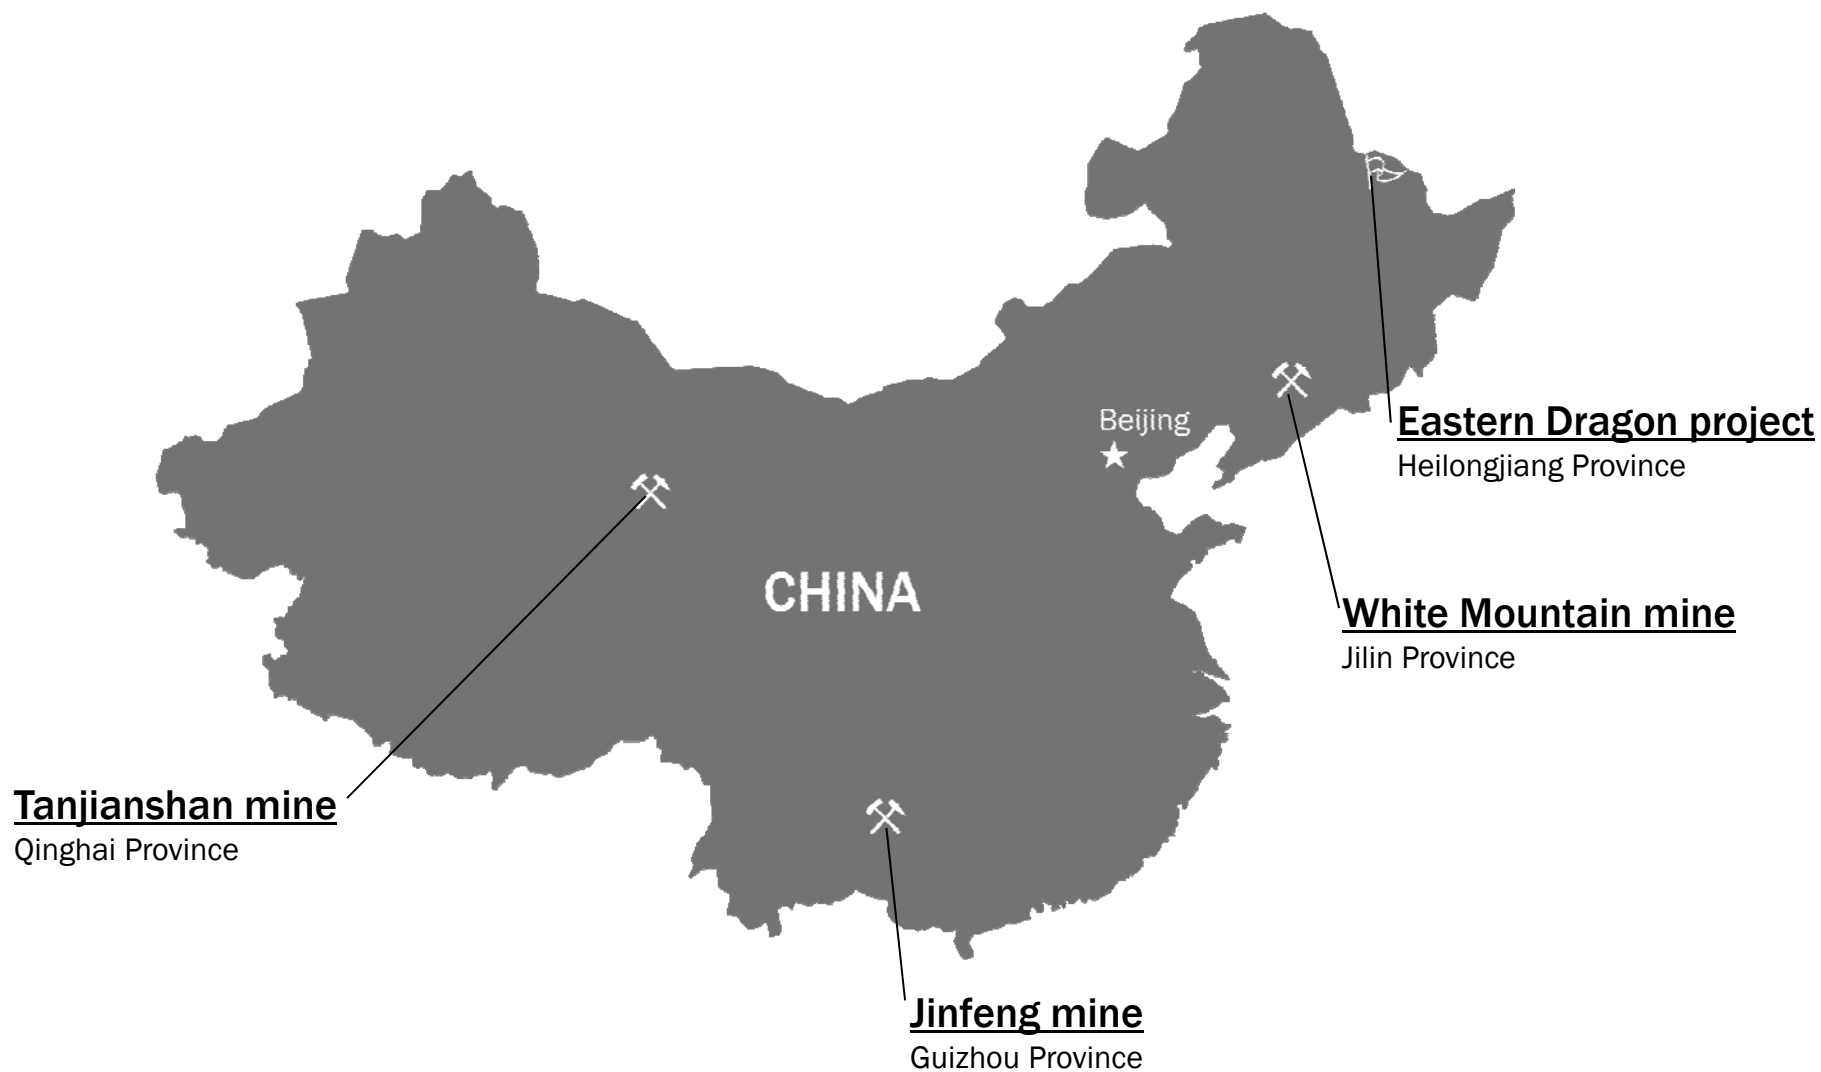 Beijing
Eastern Dragon project
Heilongjiang Province
CHINA
White Mountain mine
Jilin Province
Tanjianshan mine
Qinghai Province
Jinfeng mine
Guizhou Province